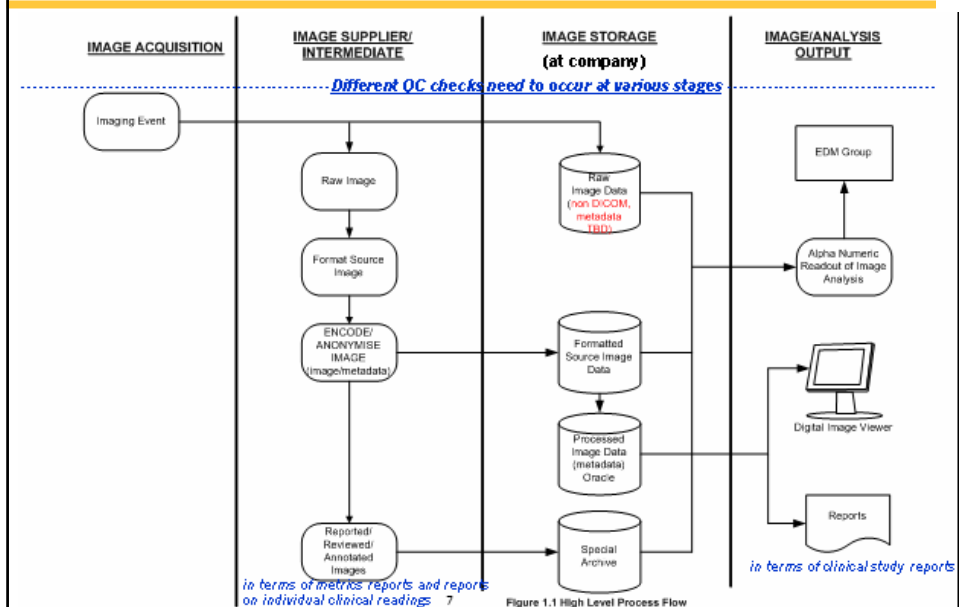 IMAGE ACQUISITION
IMAGE SUPPLIER/
INTERMEDIATE
IMAGE STORAGE
(at company)
IMAGE/ANALYSIS
OUTPUT
Different QC checks need to occur at various stages
Imaging Event
Raw Image
Format Source
Image
ENCODE/
ANONYMISE
IMAGE
(image/metadata)
Reported/
Reviewed/
Annotated
Images
in terms of metrics reports and reports
on individual clinical readings
7
Raw
Image Data
(non DICOM,
metadata
TBD)
Formatted
Source Image
Data
Processed
Image Data
(metadata)
Oracle
Special
Archive
EDM Group
Alpha Numeric
Readout of Image
Analysis
Digital Image Viewer
Reports
in terms of clinical study reports
Figure 1.1 High Level Process Flow